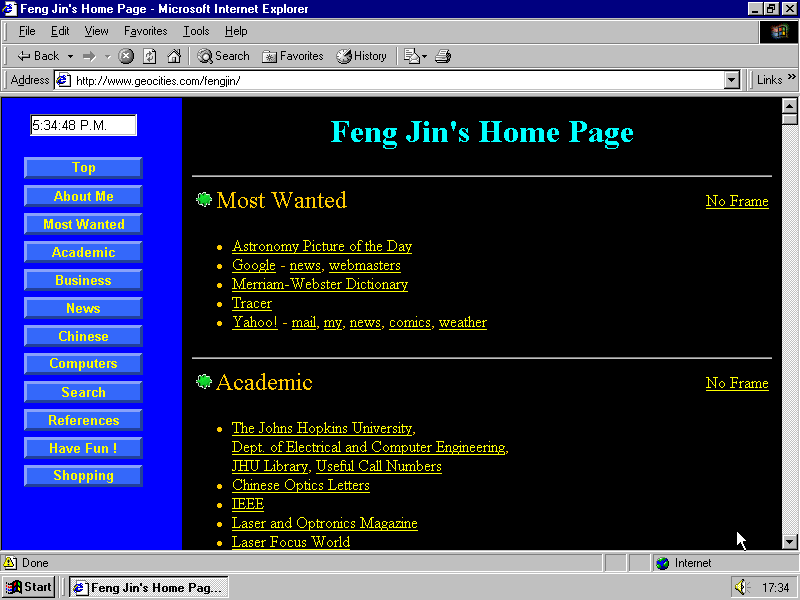 Feng Jin's Home Page - Microsoft Internet Explorer
File Edit View Favorites Tools Help
Back Search Favorites History
Address http://www.geocities.com/fengjin/ Links »
5:34:48 P.M.
Top
About Me
Most Wanted
Academic
Business
News
Chinese
Computers
Search
References
Have Fun !
Shopping
Feng Jin's Home Page
Most Wanted No Frame
Astronomy Picture of the Day
Google - news, webmasters
Merriam-Webster Dictionary
Tracer
Yahoo! - mail, my, news, comics, weather
Academic No Frame
The Johns Hopkins University,
Dept. of Electrical and Computer Engineering,
JHU Library, Useful Call Numbers
Chinese Optics Letters
IEEE
Laser and Optronics Magazine
Laser Focus World
Done Internet
Start Feng Jin's Home Pag... 17:34